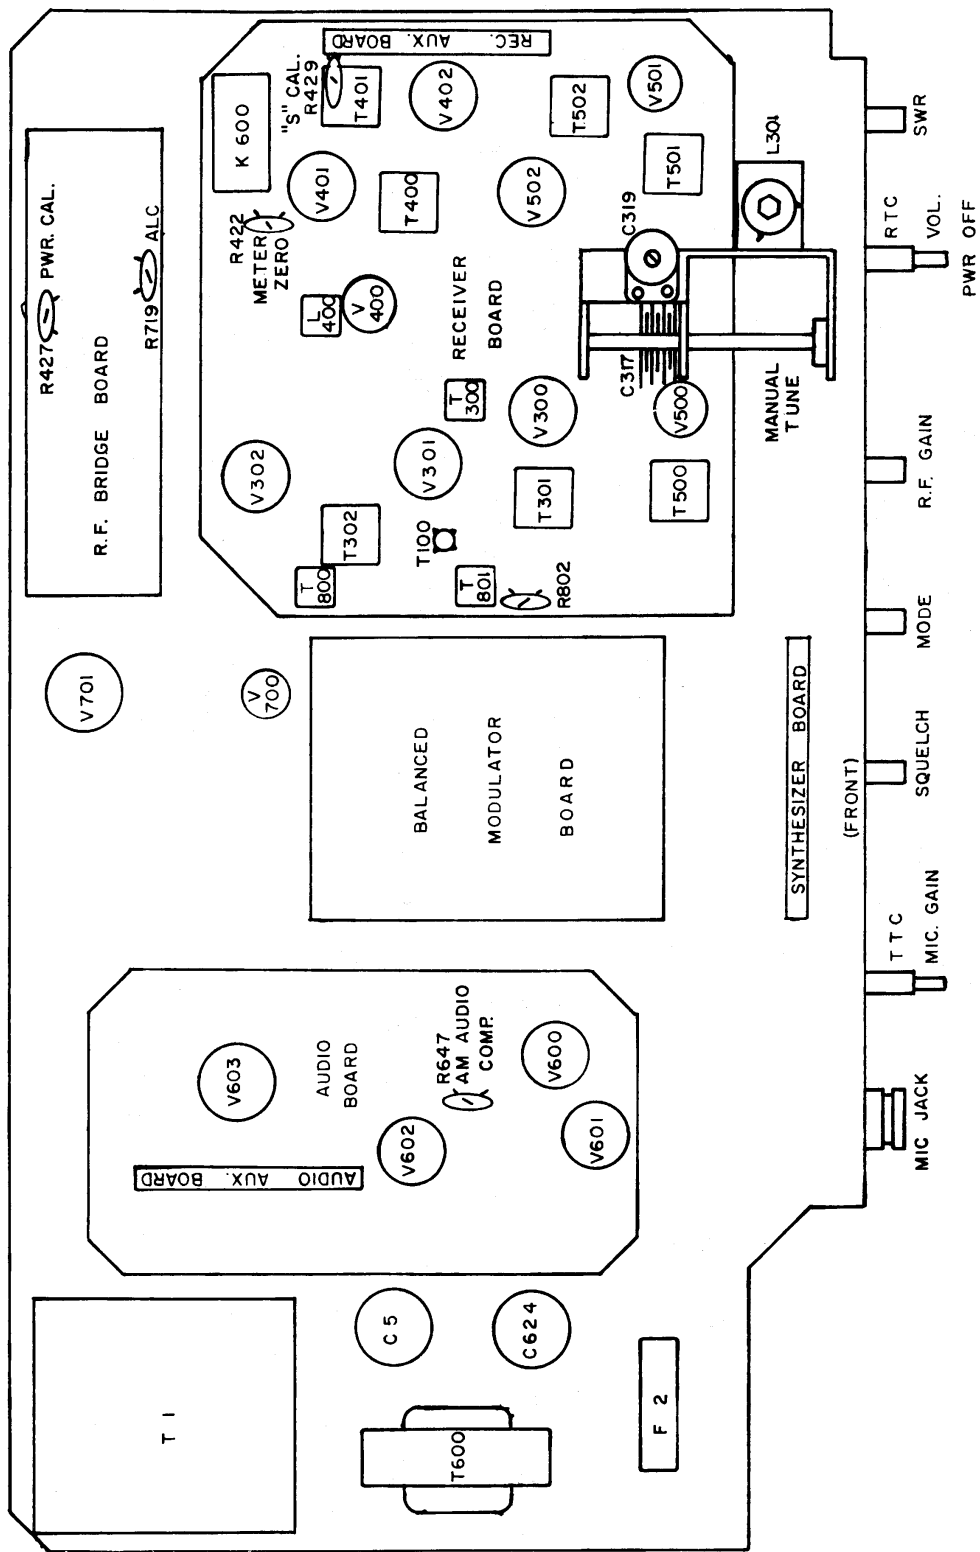 R427 PWR. CAL.
R.F. BRIDGE BOARD
R719 ALC
K 600
"S" CAL.
R429
REC. AUX. BOARD
T401
V402
T502
V501
R422
METER
ZERO
V401
T400
V502
T501
C319
L301
L
400
V
400
RECEIVER
BOARD
C317
MANUAL
TUNE
T
300
V300
V500
V302
V301
T302
T301
T500
T100
T
800
T
801
R802
V701
V
700
BALANCED
MODULATOR
BOARD
SYNTHESIZER BOARD
(FRONT)
V603
AUDIO
BOARD
R647
AM AUDIO
COMP.
V600
V602
V601
AUDIO AUX. BOARD
T 1
C 5
C624
T600
F 2
MIC JACK
T T C
MIC. GAIN
SQUELCH
MODE
R.F. GAIN
RTC
VOL.
PWR OFF
SWR